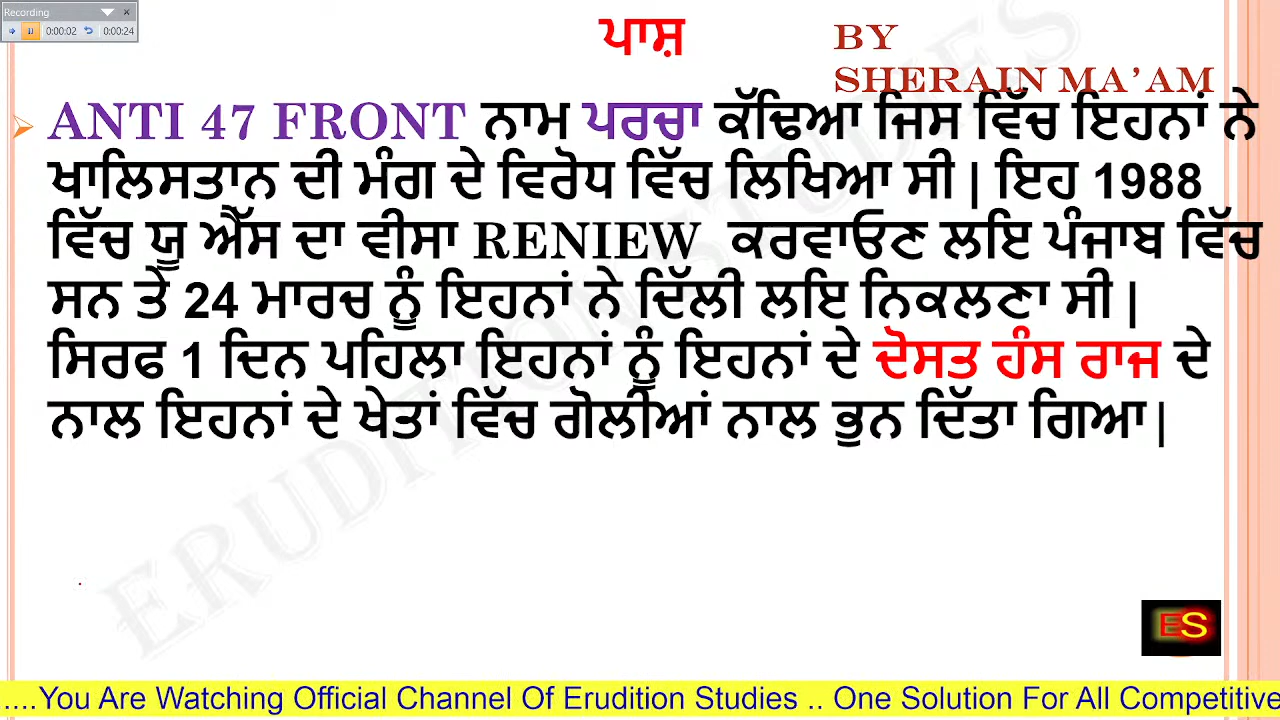 Recording
0:00:02 0:00:24
ਪਾਸ਼
BY
SHERAIN MA'AM
ANTI 47 FRONT ਨਾਮ ਪਰਚਾ ਕੱਢਿਆ ਜਿਸ ਵਿੱਚ ਇਹਨਾਂ ਨੇ
ਖਾਲਿਸਤਾਨ ਦੀ ਮੰਗ ਦੇ ਵਿਰੋਧ ਵਿੱਚ ਲਿਖਿਆ ਸੀ | ਇਹ 1988
ਵਿੱਚ ਯੂ ਐੱਸ ਦਾ ਵੀਸਾ RENIEW ਕਰਵਾਓਣ ਲਇ ਪੰਜਾਬ ਵਿੱਚ
ਸਨ ਤੇ 24 ਮਾਰਚ ਨੂੰ ਇਹਨਾਂ ਨੇ ਦਿੱਲੀ ਲਇ ਨਿਕਲਣਾ ਸੀ |
ਸਿਰਫ 1 ਦਿਨ ਪਹਿਲਾ ਇਹਨਾਂ ਨੂੰ ਇਹਨਾਂ ਦੇ ਦੋਸਤ ਹੰਸ ਰਾਜ ਦੇ
ਨਾਲ ਇਹਨਾਂ ਦੇ ਖੇਤਾਂ ਵਿੱਚ ਗੋਲੀਆਂ ਨਾਲ ਭੁਨ ਦਿੱਤਾ ਗਿਆ|
ERUDITION STUDIES
ES
....You Are Watching Official Channel Of Erudition Studies .. One Solution For All Competitive